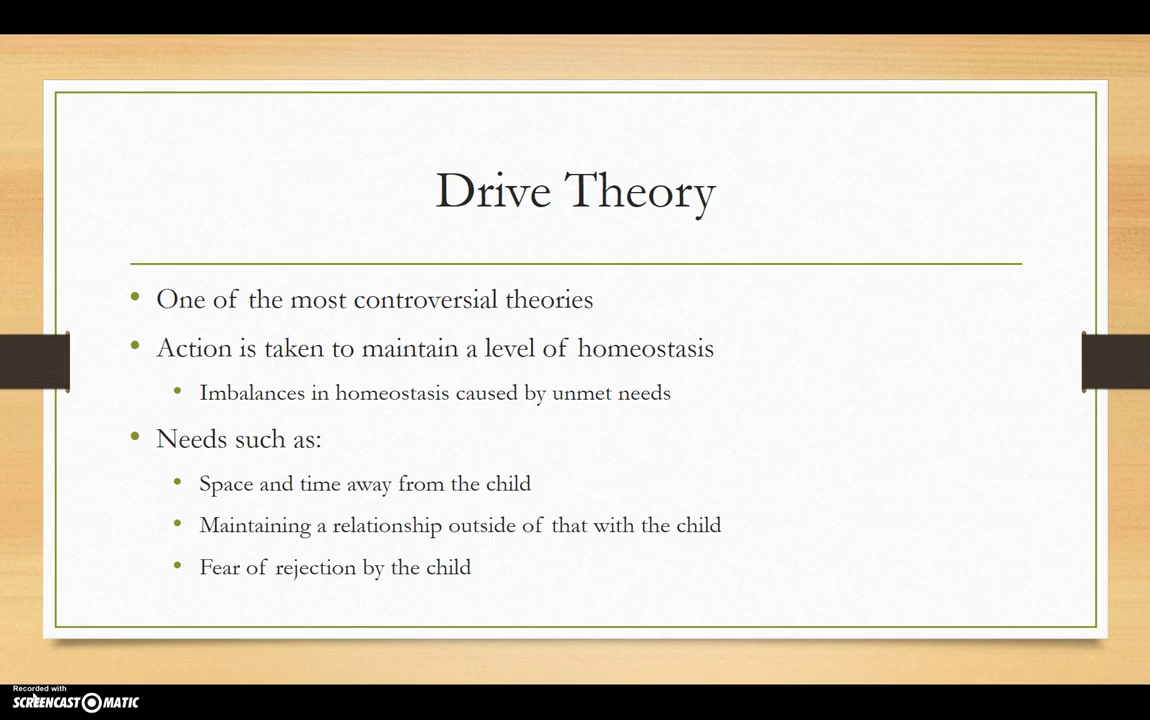 Drive Theory
• One of the most controversial theories
• Action is taken to maintain a level of homeostasis
• Imbalances in homeostasis caused by unmet needs
• Needs such as:
• Space and time away from the child
• Maintaining a relationship outside of that with the child
• Fear of rejection by the child
Recorded with
SCREENCAST-O-MATIC